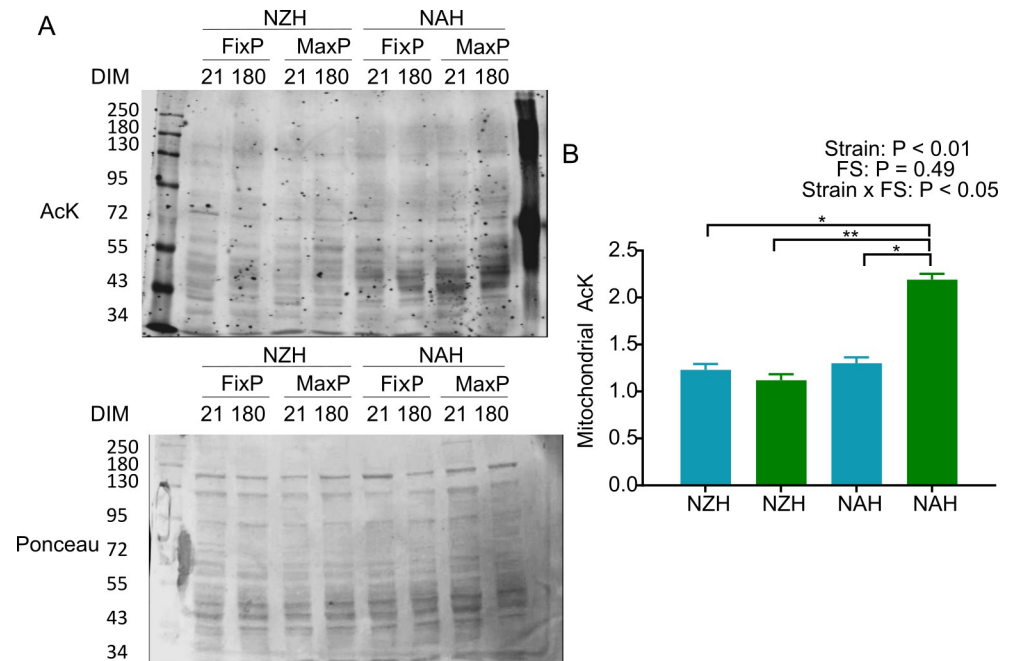 A
NZH NAH
FixP MaxP FixP MaxP
DIM 21 180 21 180 21 180 21 180
250
180
130
95
AcK
72
55
43
34
NZH NAH
FixP MaxP FixP MaxP
DIM 21 180 21 180 21 180 21 180
250
180
130
95
Ponceau 72
55
43
34
B
Strain: P < 0.01
FS: P = 0.49
Strain x FS: P < 0.05
*
**
*
Mitochondrial AcK
2.5
2.0
1.5
1.0
0.5
0.0
NZH NZH NAH NAH